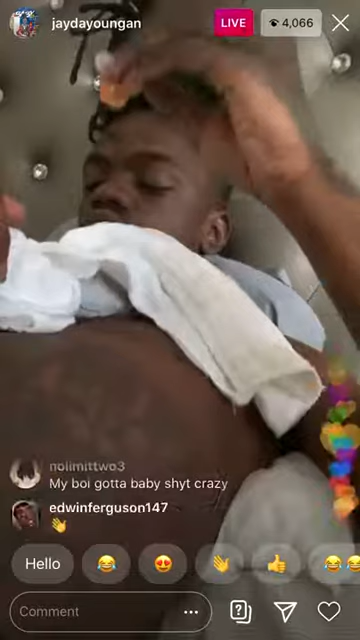 jaydayoungan
LIVE
4,066
nolimittwo3
My boi gotta baby shyt crazy
edwinferguson147
👋
Hello 😂 😍 👋 👍 😂
Comment